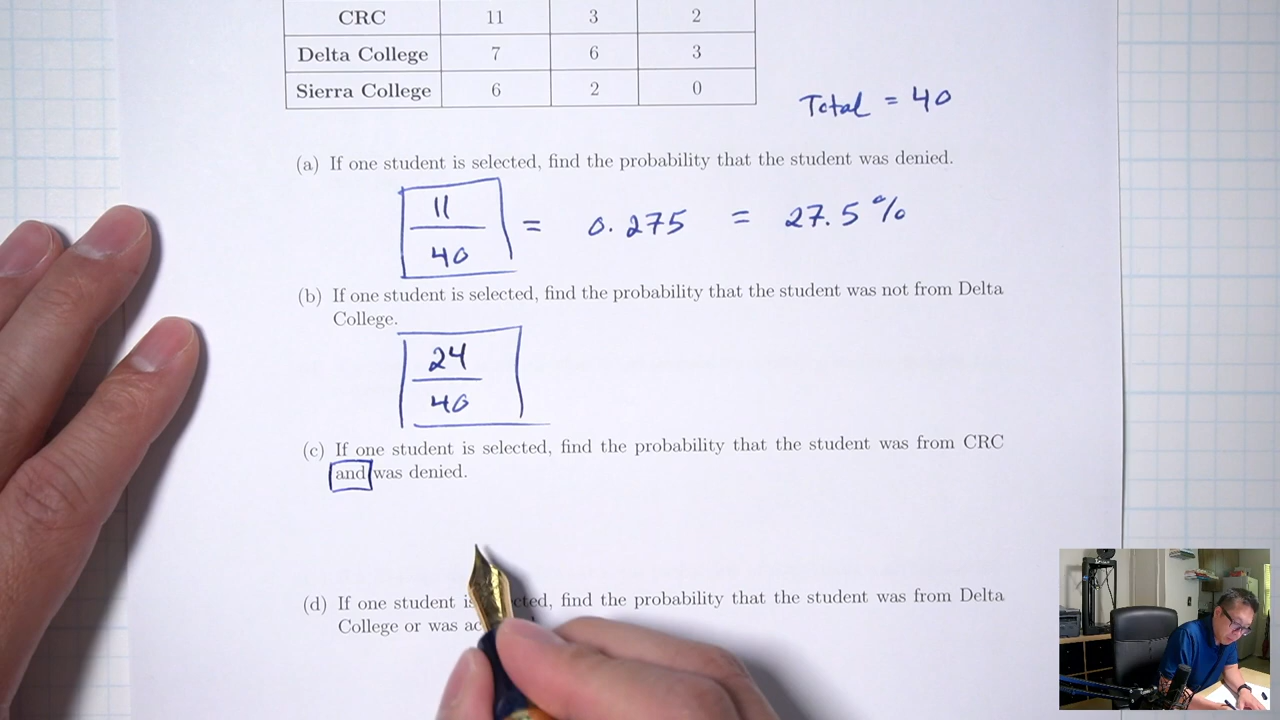 CRC 11 3 2
Delta College 7 6 3
Sierra College 6 2 0
Total = 40
(a) If one student is selected, find the probability that the student was denied.
11/40 = 0.275 = 27.5%
(b) If one student is selected, find the probability that the student was not from Delta
College.
24/40
(c) If one student is selected, find the probability that the student was from CRC
and was denied.
(d) If one student find the probability that the student was from Delta
College or was